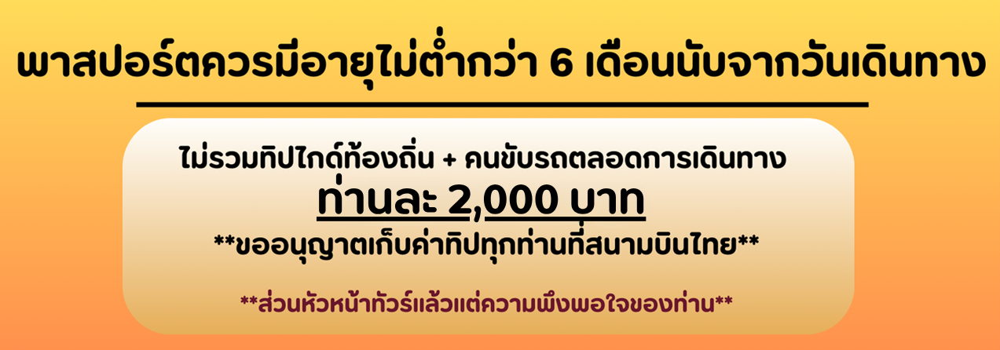 พาสปอร์ตควรมีอายุไม่ต่ำกว่า 6 เดือนนับจากวันเดินทาง
ไม่รวมทิปไกด์ท้องถิ่น + คนขับรถตลอดการเดินทาง
ท่านละ 2,000 บาท
**ขออนุญาตเก็บค่าทิปทุกท่านที่สนามบินไทย**
**ส่วนหัวหน้าทัวร์แล้วแต่ความพึงพอใจของท่าน**